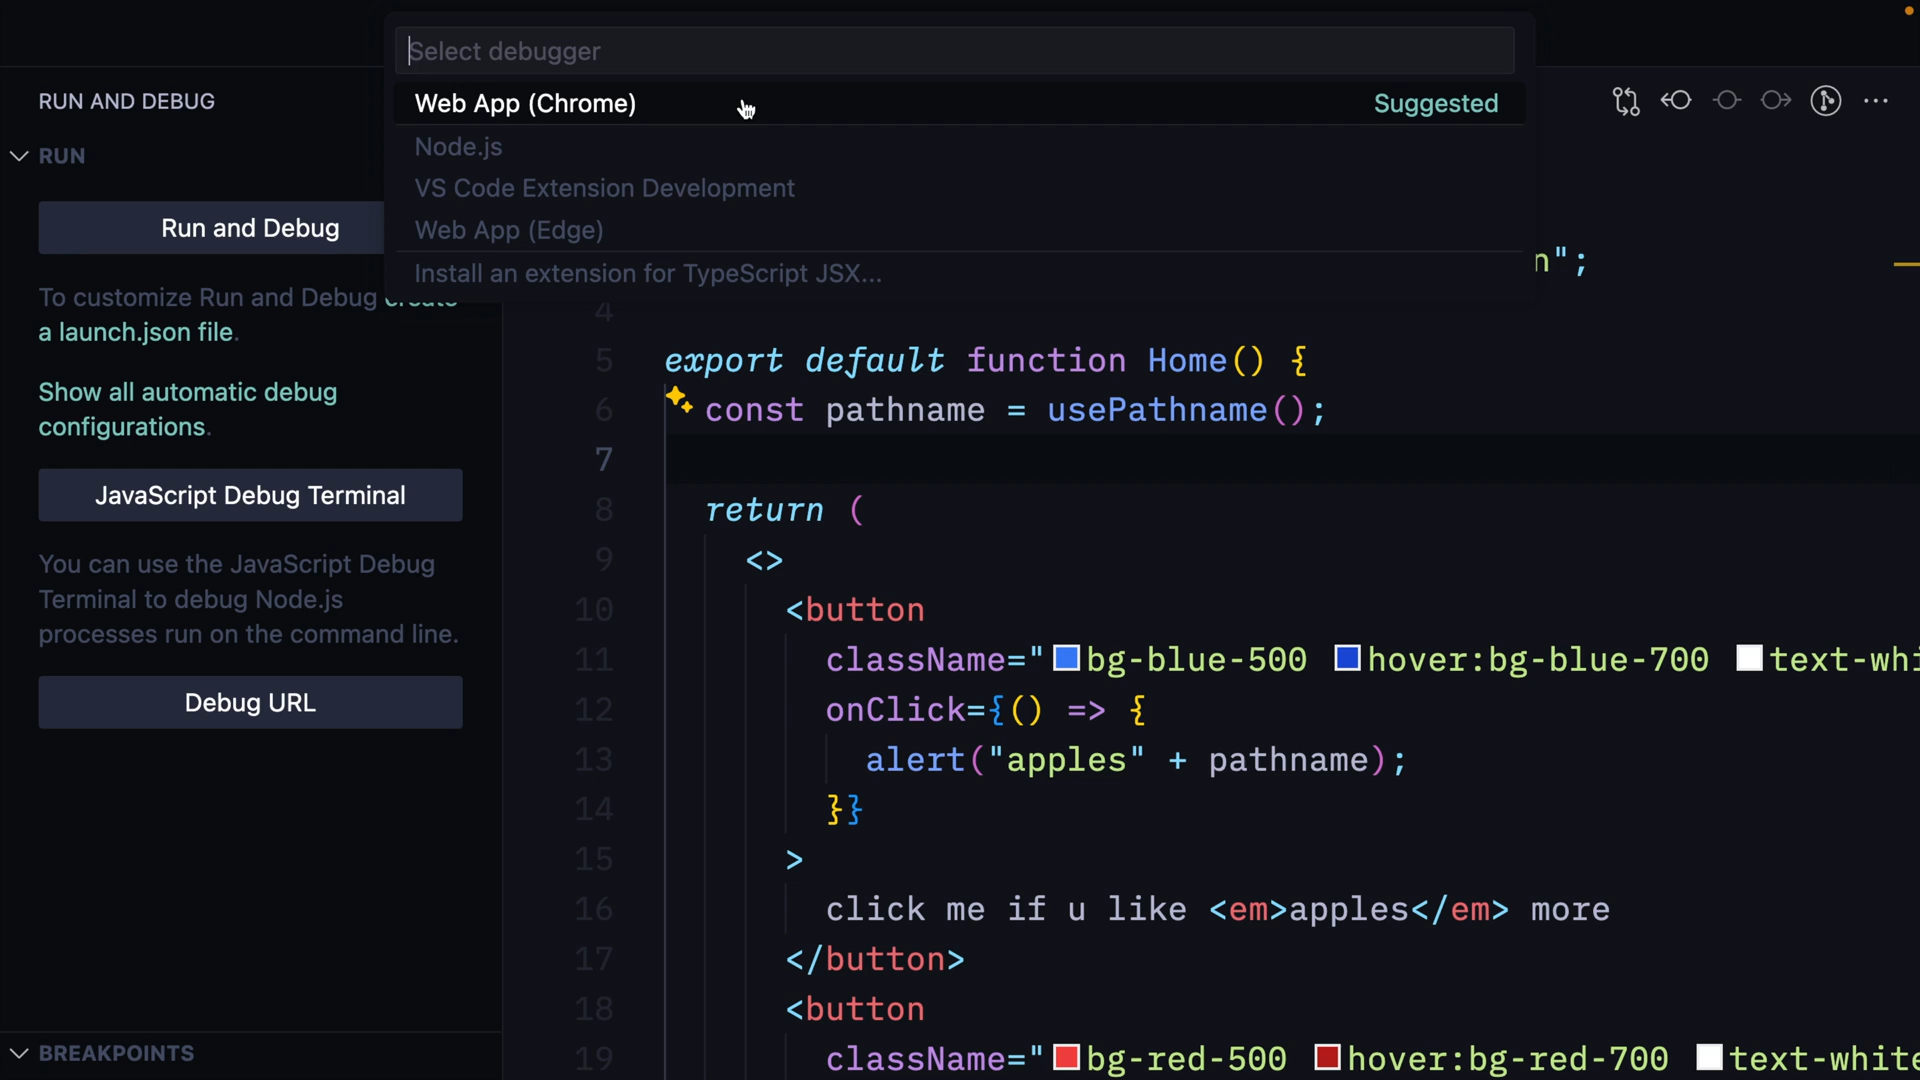 Select debugger
Web App (Chrome) Suggested
Node.js
VS Code Extension Development
Web App (Edge)
Install an extension for TypeScript JSX...
RUN AND DEBUG
RUN
Run and Debug
To customize Run and Debug create
a launch.json file.
Show all automatic debug
configurations.
JavaScript Debug Terminal
You can use the JavaScript Debug
Terminal to debug Node.js
processes run on the command line.
Debug URL
BREAKPOINTS
n";
4
5 export default function Home() {
6 const pathname = usePathname();
7
8 return (
9 <>
10 <button
11 className="bg-blue-500 hover:bg-blue-700 text-whi
12 onClick={() => {
13 alert("apples" + pathname);
14 }}
15 >
16 click me if u like <em>apples</em> more
17 </button>
18 <button
19 className="bg-red-500 hover:bg-red-700 text-white